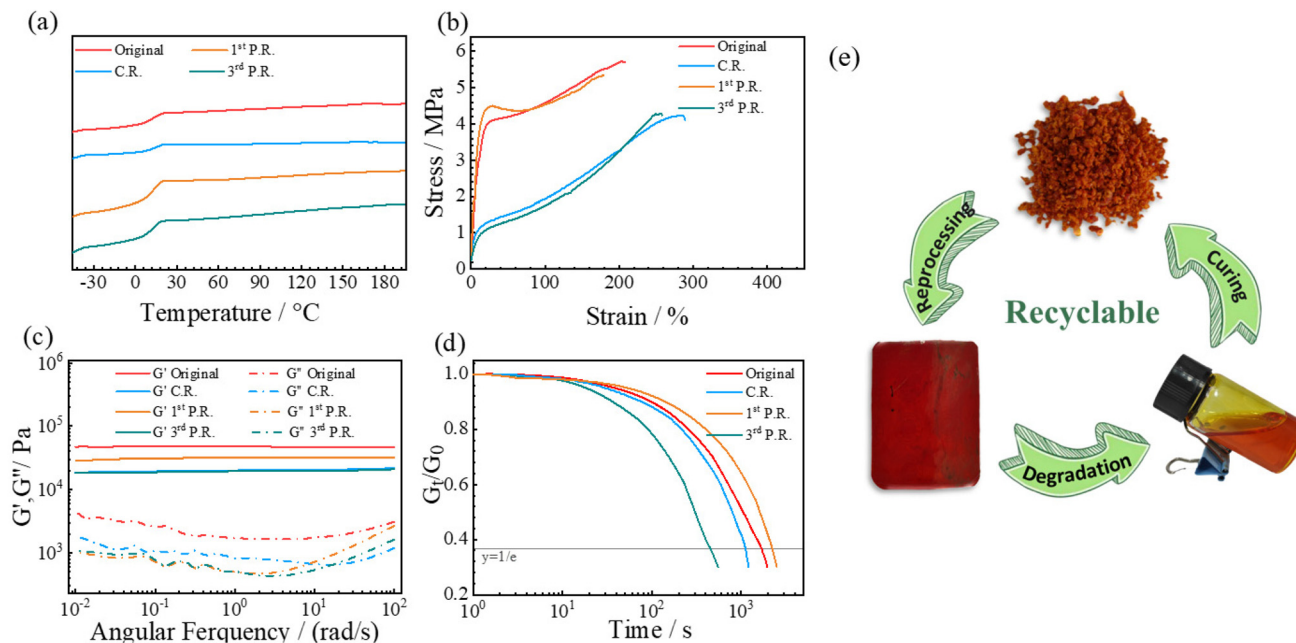 (a)
Original
1st P.R.
C.R.
3rd P.R.
-30 0 30 60 90 120 150 180
Temperature / °C
(b)
Original
C.R.
1st P.R.
3rd P.R.
6
5
4
3
2
1
0
Stress / MPa
0 100 200 300 400
Strain / %
(c)
G' Original G" Original
G' C.R. G" C.R.
G' 1st P.R. G" 1st P.R.
G' 3rd P.R. G" 3rd P.R.
10^6
10^5
10^4
10^3
G',G"/ Pa
10^-2 10^-1 10^0 10^1 10^2
Angular Ferquency / (rad/s)
(d)
Original
C.R.
1st P.R.
3rd P.R.
1.0
0.8
0.6
0.4
0.2
Gt/G0
y=1/e
10^0 10^1 10^2 10^3
Time / s
(e)
Reprocessing
Curing
Recyclable
Degradation